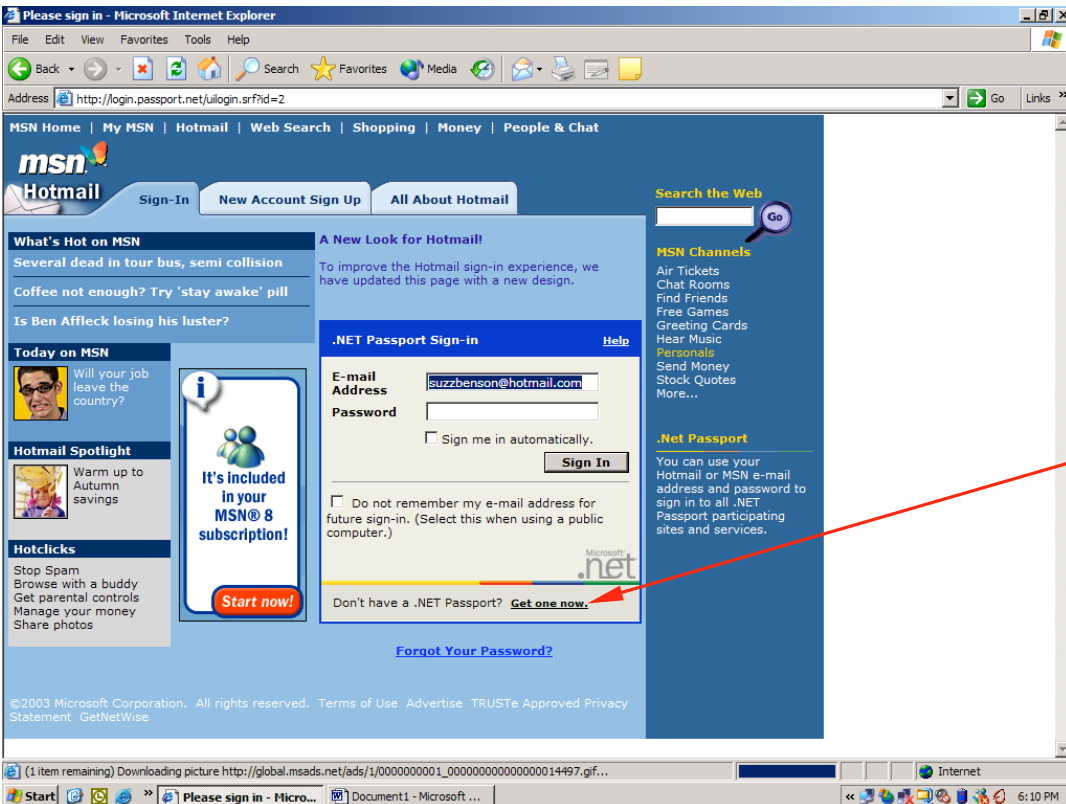 Please sign in - Microsoft Internet Explorer
File Edit View Favorites Tools Help
Back Search Favorites Media
Address http://login.passport.net/uilogin.srf?id=2 Go Links »
MSN Home | My MSN | Hotmail | Web Search | Shopping | Money | People & Chat
msn
Hotmail
Sign-In New Account Sign Up All About Hotmail
What's Hot on MSN
Several dead in tour bus, semi collision
Coffee not enough? Try 'stay awake' pill
Is Ben Affleck losing his luster?
Today on MSN
Will your job
leave the
country?
Hotmail Spotlight
Warm up to
Autumn
savings
Hotclicks
Stop Spam
Browse with a buddy
Get parental controls
Manage your money
Share photos
i
It's included
in your
MSN® 8
subscription!
Start now!
A New Look for Hotmail!
To improve the Hotmail sign-in experience, we
have updated this page with a new design.
.NET Passport Sign-in Help
E-mail
Address
suzzbenson@hotmail.com
Password
Sign me in automatically.
Sign In
Do not remember my e-mail address for
future sign-in. (Select this when using a public
computer.)
Microsoft
.net
Don't have a .NET Passport? Get one now.
Forgot Your Password?
Search the Web
Go
MSN Channels
Air Tickets
Chat Rooms
Find Friends
Free Games
Greeting Cards
Hear Music
Personals
Send Money
Stock Quotes
More...
.Net Passport
You can use your
Hotmail or MSN e-mail
address and password to
sign in to all .NET
Passport participating
sites and services.
©2003 Microsoft Corporation. All rights reserved. Terms of Use Advertise TRUSTe Approved Privacy
Statement GetNetWise
(1 item remaining) Downloading picture http://global.msads.net/ads/1/0000000001_000000000000000014497.gif... Internet
Start » Please sign in - Micro... Document1 - Microsoft ... « 6:10 PM